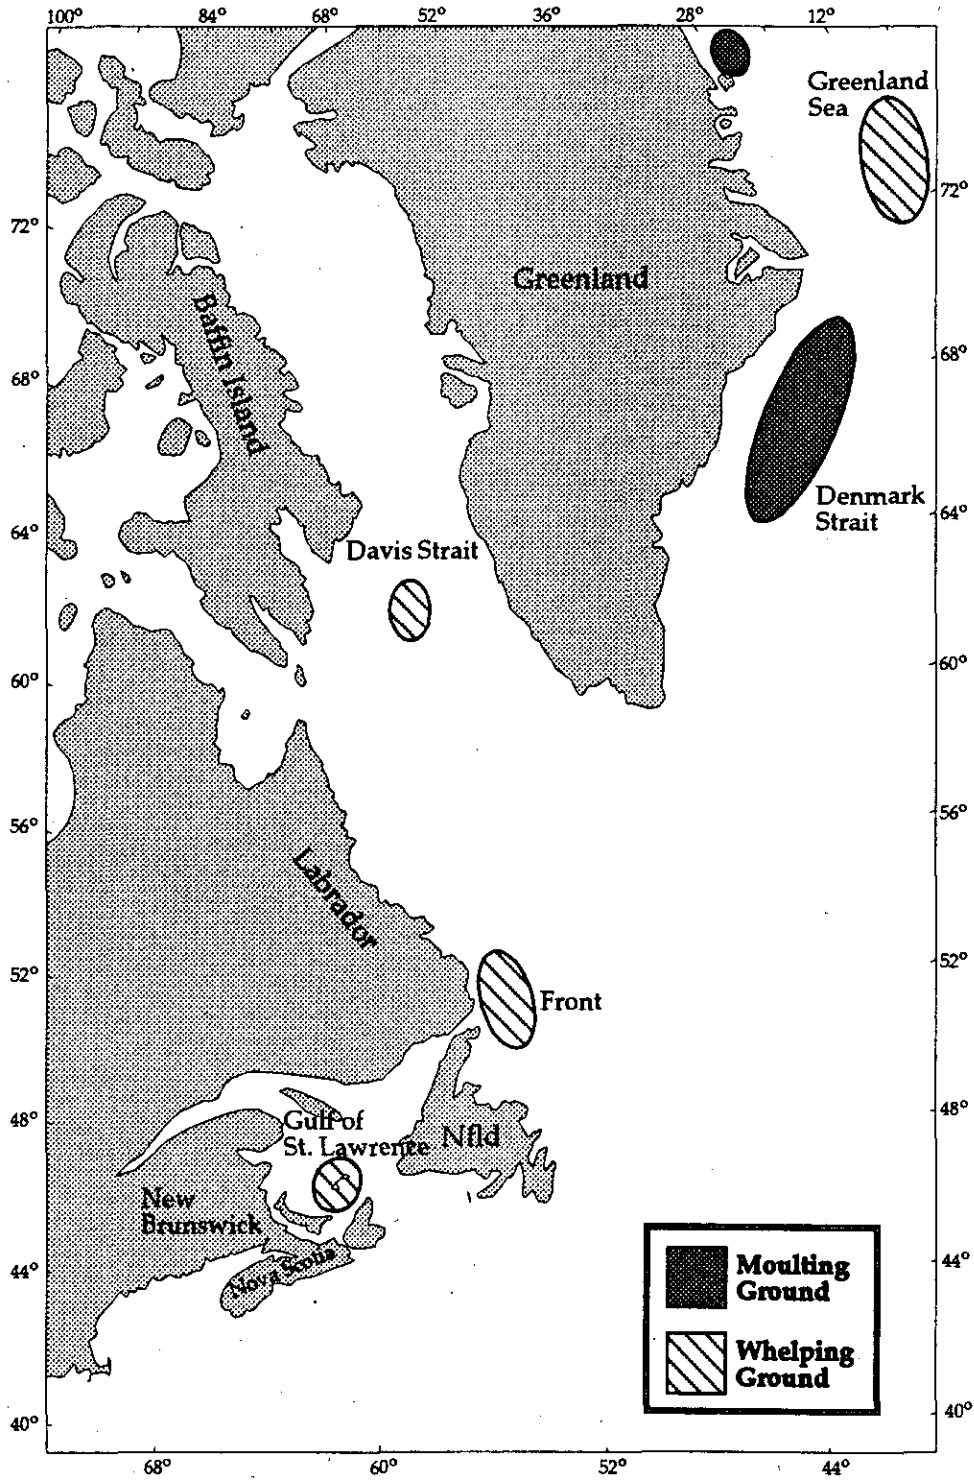 100° 84° 68° 52° 36° 28° 12°
Greenland
Sea
72°
72°
Greenland
Baffin Island
68°
68°
Denmark
Strait
64°
64°
Davis Strait
60°
60°
56°
56°
Labrador
52°
52°
Front
48°
48°
Gulf of
St. Lawrence
Nfld
New
Brunswick
Nova Scotia
44°
44°
Moulting
Ground
Whelping
Ground
40°
40°
68° 60° 52° 44°